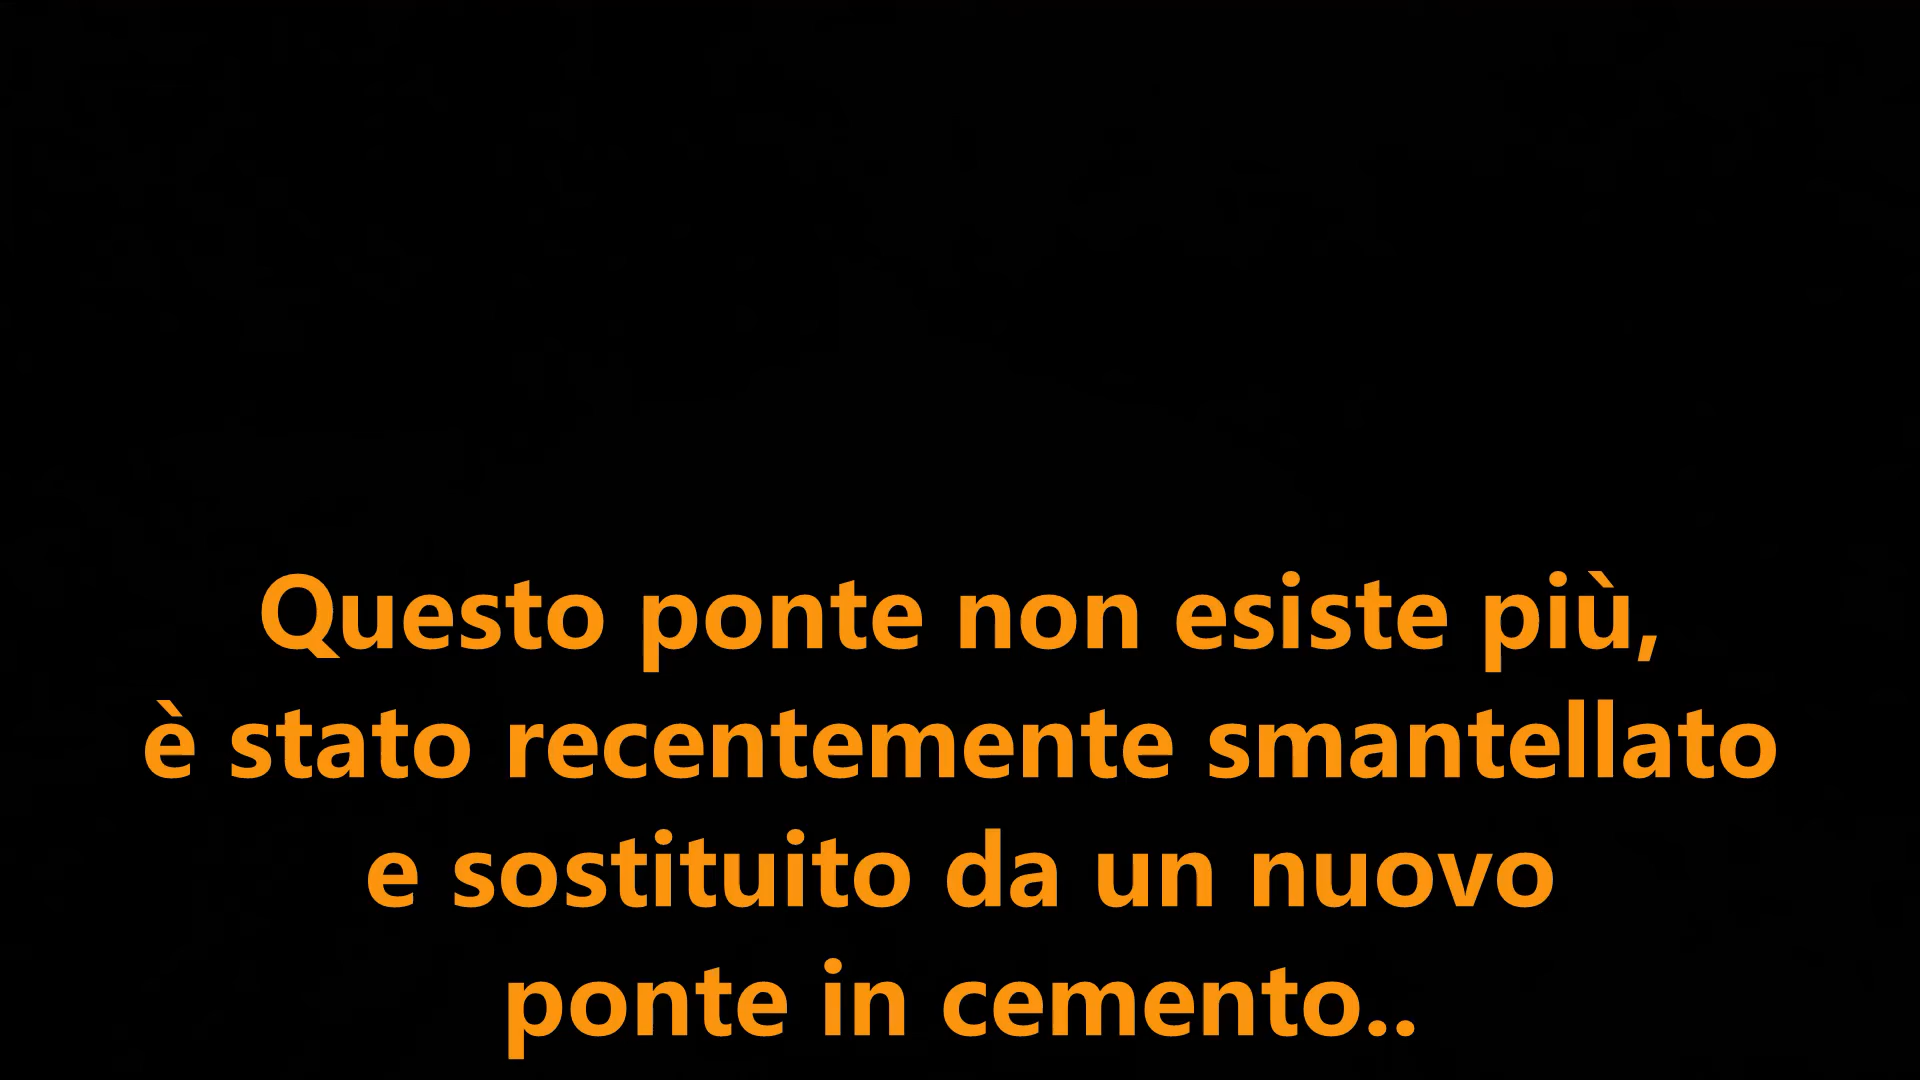 Questo ponte non esiste più,
è stato recentemente smantellato
e sostituito da un nuovo
ponte in cemento..